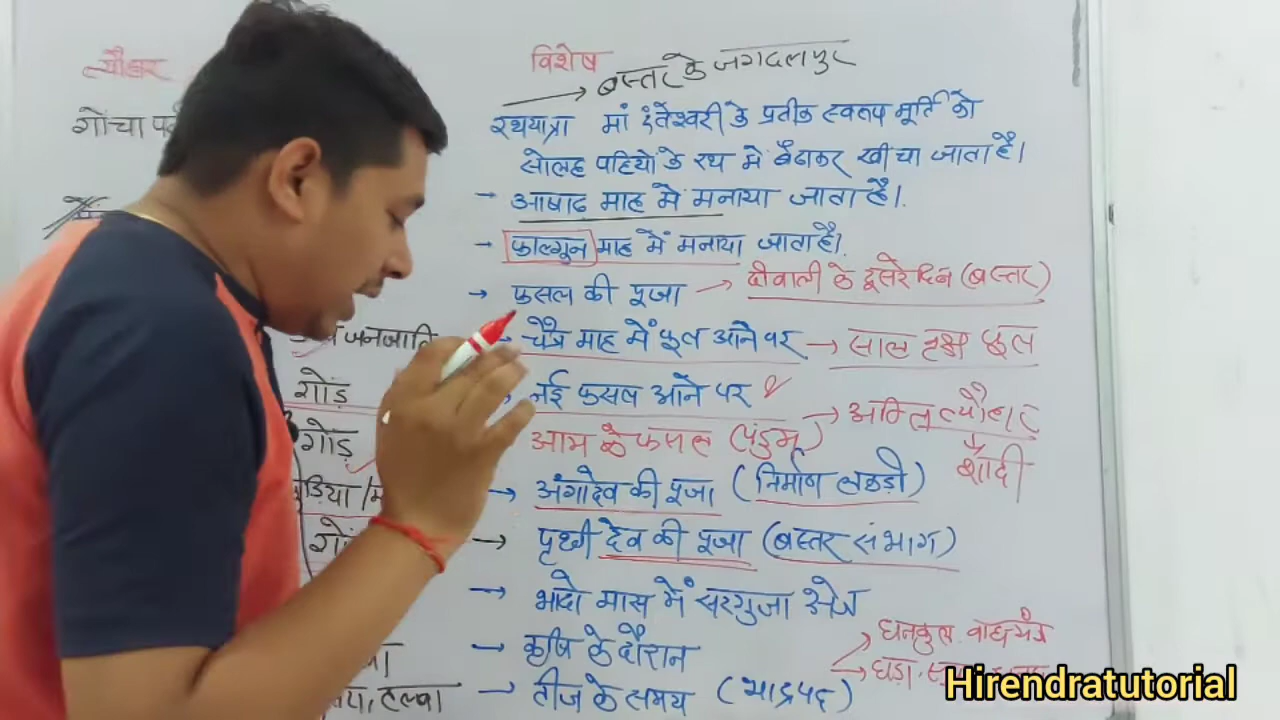 त्यौहार विशेष
→ बस्तर के जगदलपुर
गोंचा पर्व रथयात्रा मां दंतेश्वरी के प्रतीक स्वरूप मूर्ति को
सोलह पहियों के रथ में बैठाकर खींचा जाता है।
- आषाढ माह में मनाया जाता है।
- फाल्गुन माह में मनाया जाता है।
→ फसल की पूजा → दीवाली के दूसरे दिन (बस्तर)
जनजाति चैत्र माह में फूल आने पर → साल वृक्ष फूल
गोंड़ नई फसल आने पर
गोंड़ आम के फसल (पंडुम) → अग्नि त्यौहार
शादी
→ अंगादेव की पूजा (निर्माण लकड़ी)
→ पृथ्वी देव की पूजा (बस्तर संभाग)
→ भादो मास में सरगुजा क्षेत्र
→ कृषि के दौरान → धनकुल वाद्ययंत्र
→ घड़ा
हल्बा → तीज के समय (भाद्रपद)
Hirendratutorial